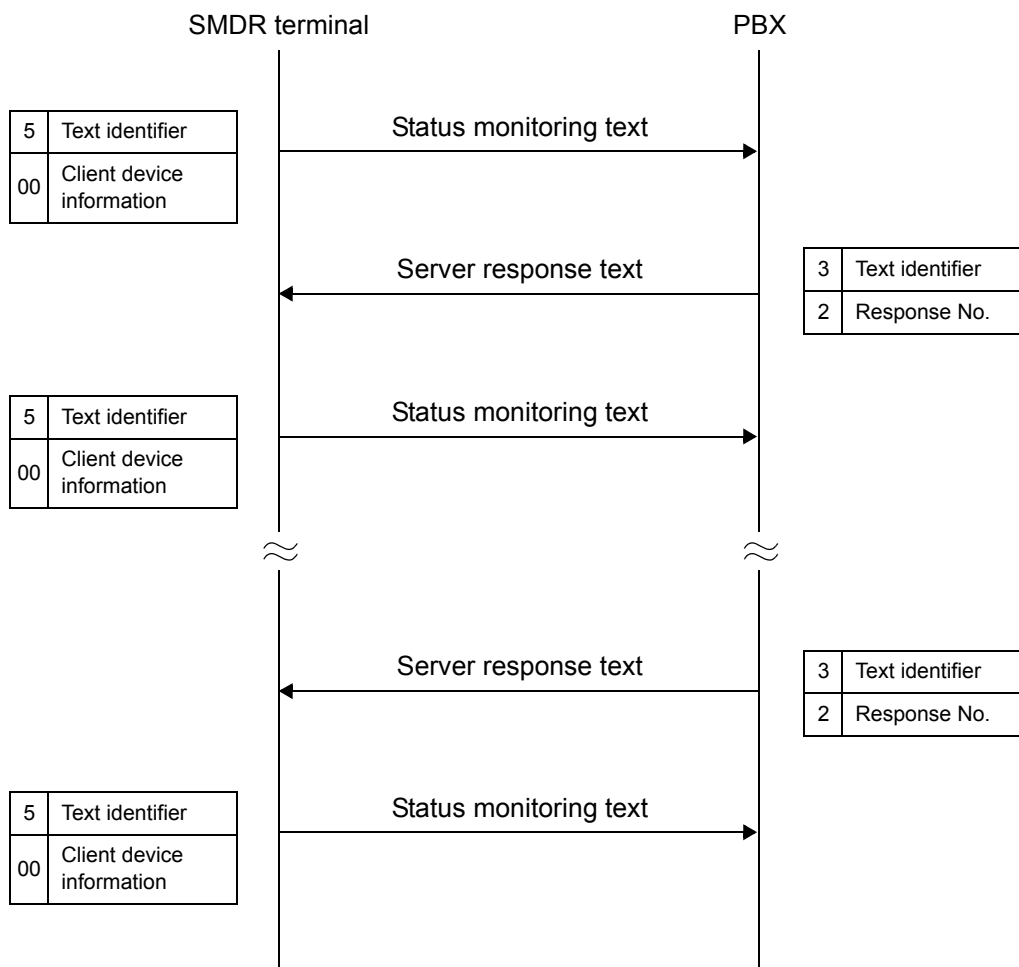 SMDR terminal PBX
Status monitoring text
5 Text identifier
00 Client device
information
Server response text
3 Text identifier
2 Response No.
Status monitoring text
5 Text identifier
00 Client device
information
Server response text
3 Text identifier
2 Response No.
Status monitoring text
5 Text identifier
00 Client device
information